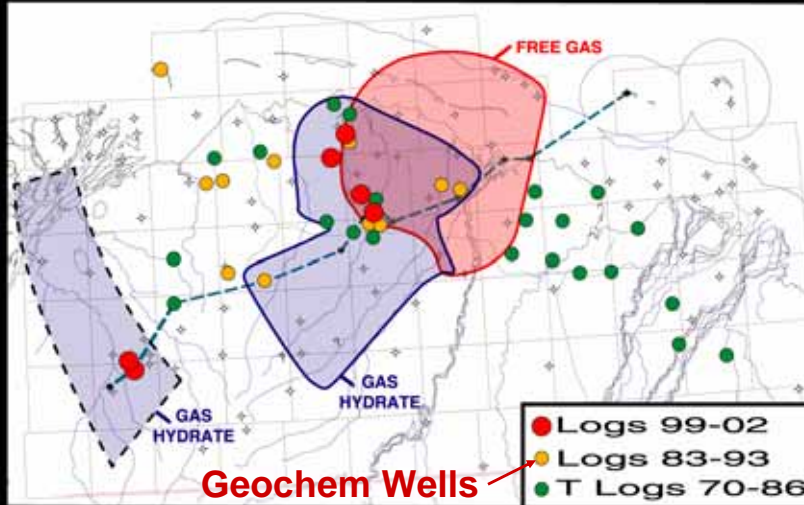 FREE GAS
GAS
HYDRATE
GAS
HYDRATE
Logs 99-02
Logs 83-93
T Logs 70-86
Geochem Wells